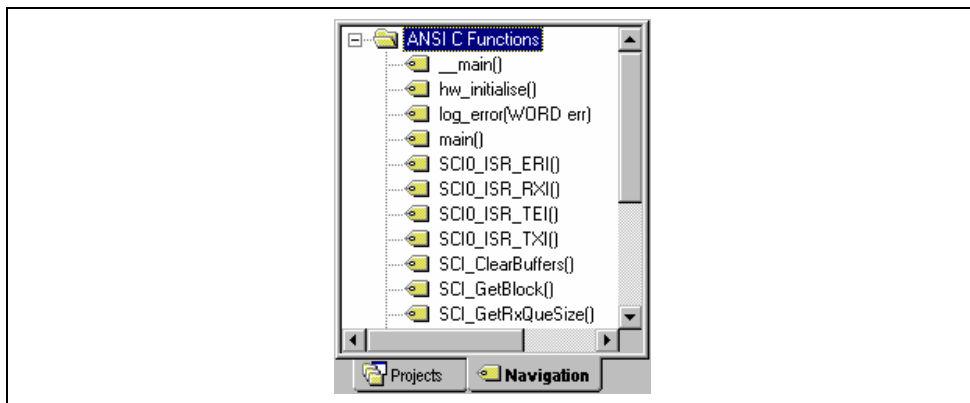 ANSI C Functions
__main()
hw_initialise()
log_error(WORD err)
main()
SCI0_ISR_ERI()
SCI0_ISR_RXI()
SCI0_ISR_TEI()
SCI0_ISR_TXI()
SCI_ClearBuffers()
SCI_GetBlock()
SCI_GetRxQueSize()
Projects Navigation